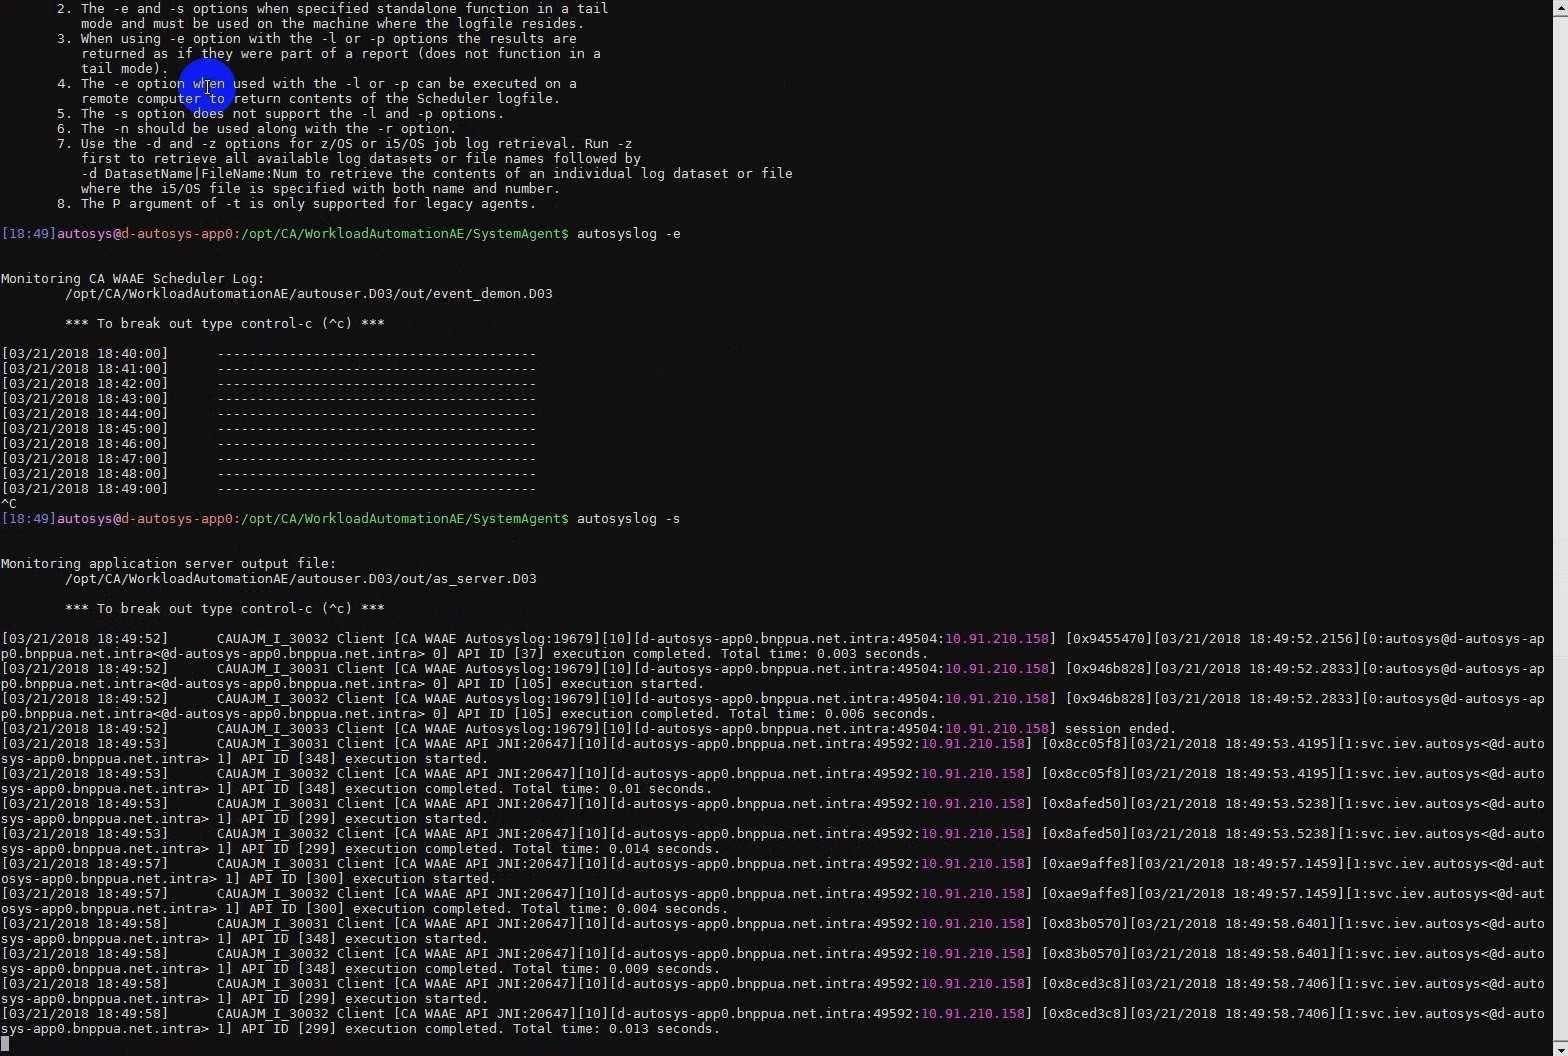 2. The -e and -s options when specified standalone function in a tail
mode and must be used on the machine where the logfile resides.
3. When using -e option with the -l or -p options the results are
returned as if they were part of a report (does not function in a
tail mode).
4. The -e option when used with the -l or -p can be executed on a
remote computer to return contents of the Scheduler logfile.
5. The -s option does not support the -l and -p options.
6. The -n should be used along with the -r option.
7. Use the -d and -z options for z/OS or i5/OS job log retrieval. Run -z
first to retrieve all available log datasets or file names followed by
-d DatasetName|FileName:Num to retrieve the contents of an individual log dataset or file
where the i5/OS file is specified with both name and number.
8. The P argument of -t is only supported for legacy agents.
[18:49]autosys@d-autosys-app0:/opt/CA/WorkloadAutomationAE/SystemAgent$ autosyslog -e
Monitoring CA WAAE Scheduler Log:
/opt/CA/WorkloadAutomationAE/autouser.D03/out/event_demon.D03
*** To break out type control-c (^c) ***
[03/21/2018 18:40:00] ----------------------------------------
[03/21/2018 18:41:00] ----------------------------------------
[03/21/2018 18:42:00] ----------------------------------------
[03/21/2018 18:43:00] ----------------------------------------
[03/21/2018 18:44:00] ----------------------------------------
[03/21/2018 18:45:00] ----------------------------------------
[03/21/2018 18:46:00] ----------------------------------------
[03/21/2018 18:47:00] ----------------------------------------
[03/21/2018 18:48:00] ----------------------------------------
[03/21/2018 18:49:00] ----------------------------------------
^C
[18:49]autosys@d-autosys-app0:/opt/CA/WorkloadAutomationAE/SystemAgent$ autosyslog -s
Monitoring application server output file:
/opt/CA/WorkloadAutomationAE/autouser.D03/out/as_server.D03
*** To break out type control-c (^c) ***
[03/21/2018 18:49:52] CAUAJM_I_30032 Client [CA WAAE Autosyslog:19679][10][d-autosys-app0.bnppua.net.intra:49504:10.91.210.158] [0x9455470][03/21/2018 18:49:52.2156][0:autosys@d-autosys-ap
p0.bnppua.net.intra<@d-autosys-app0.bnppua.net.intra> 0] API ID [37] execution completed. Total time: 0.003 seconds.
[03/21/2018 18:49:52] CAUAJM_I_30031 Client [CA WAAE Autosyslog:19679][10][d-autosys-app0.bnppua.net.intra:49504:10.91.210.158] [0x946b828][03/21/2018 18:49:52.2833][0:autosys@d-autosys-ap
p0.bnppua.net.intra<@d-autosys-app0.bnppua.net.intra> 0] API ID [105] execution started.
[03/21/2018 18:49:52] CAUAJM_I_30032 Client [CA WAAE Autosyslog:19679][10][d-autosys-app0.bnppua.net.intra:49504:10.91.210.158] [0x946b828][03/21/2018 18:49:52.2833][0:autosys@d-autosys-ap
p0.bnppua.net.intra<@d-autosys-app0.bnppua.net.intra> 0] API ID [105] execution completed. Total time: 0.006 seconds.
[03/21/2018 18:49:52] CAUAJM_I_30033 Client [CA WAAE Autosyslog:19679][10][d-autosys-app0.bnppua.net.intra:49504:10.91.210.158] session ended.
[03/21/2018 18:49:53] CAUAJM_I_30031 Client [CA WAAE API JNI:20647][10][d-autosys-app0.bnppua.net.intra:49592:10.91.210.158] [0x8cc05f8][03/21/2018 18:49:53.4195][1:svc.iev.autosys<@d-auto
sys-app0.bnppua.net.intra> 1] API ID [348] execution started.
[03/21/2018 18:49:53] CAUAJM_I_30032 Client [CA WAAE API JNI:20647][10][d-autosys-app0.bnppua.net.intra:49592:10.91.210.158] [0x8cc05f8][03/21/2018 18:49:53.4195][1:svc.iev.autosys<@d-auto
sys-app0.bnppua.net.intra> 1] API ID [348] execution completed. Total time: 0.01 seconds.
[03/21/2018 18:49:53] CAUAJM_I_30031 Client [CA WAAE API JNI:20647][10][d-autosys-app0.bnppua.net.intra:49592:10.91.210.158] [0x8afed50][03/21/2018 18:49:53.5238][1:svc.iev.autosys<@d-auto
sys-app0.bnppua.net.intra> 1] API ID [299] execution started.
[03/21/2018 18:49:53] CAUAJM_I_30032 Client [CA WAAE API JNI:20647][10][d-autosys-app0.bnppua.net.intra:49592:10.91.210.158] [0x8afed50][03/21/2018 18:49:53.5238][1:svc.iev.autosys<@d-auto
sys-app0.bnppua.net.intra> 1] API ID [299] execution completed. Total time: 0.014 seconds.
[03/21/2018 18:49:57] CAUAJM_I_30031 Client [CA WAAE API JNI:20647][10][d-autosys-app0.bnppua.net.intra:49592:10.91.210.158] [0xae9affe8][03/21/2018 18:49:57.1459][1:svc.iev.autosys<@d-aut
osys-app0.bnppua.net.intra> 1] API ID [300] execution started.
[03/21/2018 18:49:57] CAUAJM_I_30032 Client [CA WAAE API JNI:20647][10][d-autosys-app0.bnppua.net.intra:49592:10.91.210.158] [0xae9affe8][03/21/2018 18:49:57.1459][1:svc.iev.autosys<@d-aut
osys-app0.bnppua.net.intra> 1] API ID [300] execution completed. Total time: 0.004 seconds.
[03/21/2018 18:49:58] CAUAJM_I_30031 Client [CA WAAE API JNI:20647][10][d-autosys-app0.bnppua.net.intra:49592:10.91.210.158] [0x83b0570][03/21/2018 18:49:58.6401][1:svc.iev.autosys<@d-auto
sys-app0.bnppua.net.intra> 1] API ID [348] execution started.
[03/21/2018 18:49:58] CAUAJM_I_30032 Client [CA WAAE API JNI:20647][10][d-autosys-app0.bnppua.net.intra:49592:10.91.210.158] [0x83b0570][03/21/2018 18:49:58.6401][1:svc.iev.autosys<@d-auto
sys-app0.bnppua.net.intra> 1] API ID [348] execution completed. Total time: 0.009 seconds.
[03/21/2018 18:49:58] CAUAJM_I_30031 Client [CA WAAE API JNI:20647][10][d-autosys-app0.bnppua.net.intra:49592:10.91.210.158] [0x8ced3c8][03/21/2018 18:49:58.7406][1:svc.iev.autosys<@d-auto
sys-app0.bnppua.net.intra> 1] API ID [299] execution started.
[03/21/2018 18:49:58] CAUAJM_I_30032 Client [CA WAAE API JNI:20647][10][d-autosys-app0.bnppua.net.intra:49592:10.91.210.158] [0x8ced3c8][03/21/2018 18:49:58.7406][1:svc.iev.autosys<@d-auto
sys-app0.bnppua.net.intra> 1] API ID [299] execution completed. Total time: 0.013 seconds.